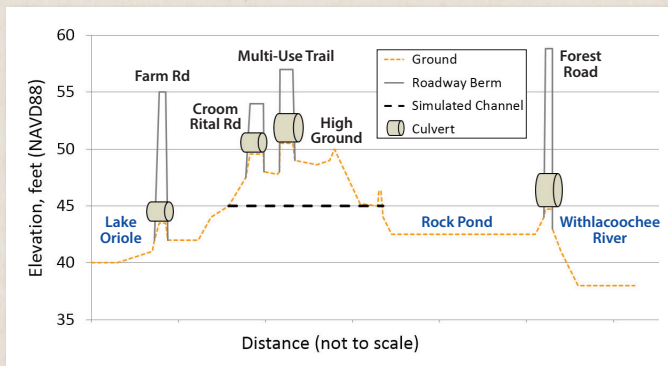 60
55
50
45
40
35
Elevation, feet (NAVD88)
Farm Rd
Croom
Rital Rd
Multi-Use Trail
High
Ground
Ground
Roadway Berm
Simulated Channel
Culvert
Forest
Road
Lake
Oriole
Rock Pond
Withlacoochee
River
Distance (not to scale)